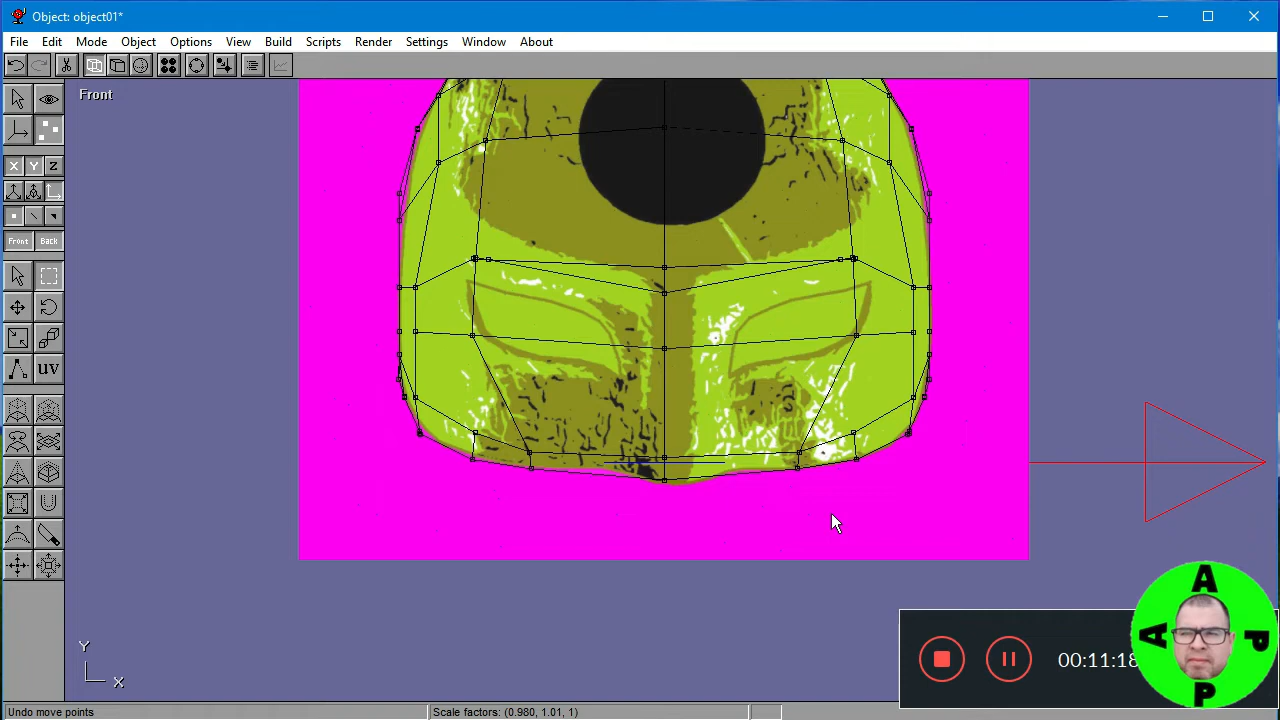 Object: object01*
File Edit Mode Object Options View Build Scripts Render Settings Window About
Front
X Y Z
Front Back
uv
Y
X
A
A
P
P
00:11:18
Undo move points
Scale factors: (0.980, 1.01, 1)